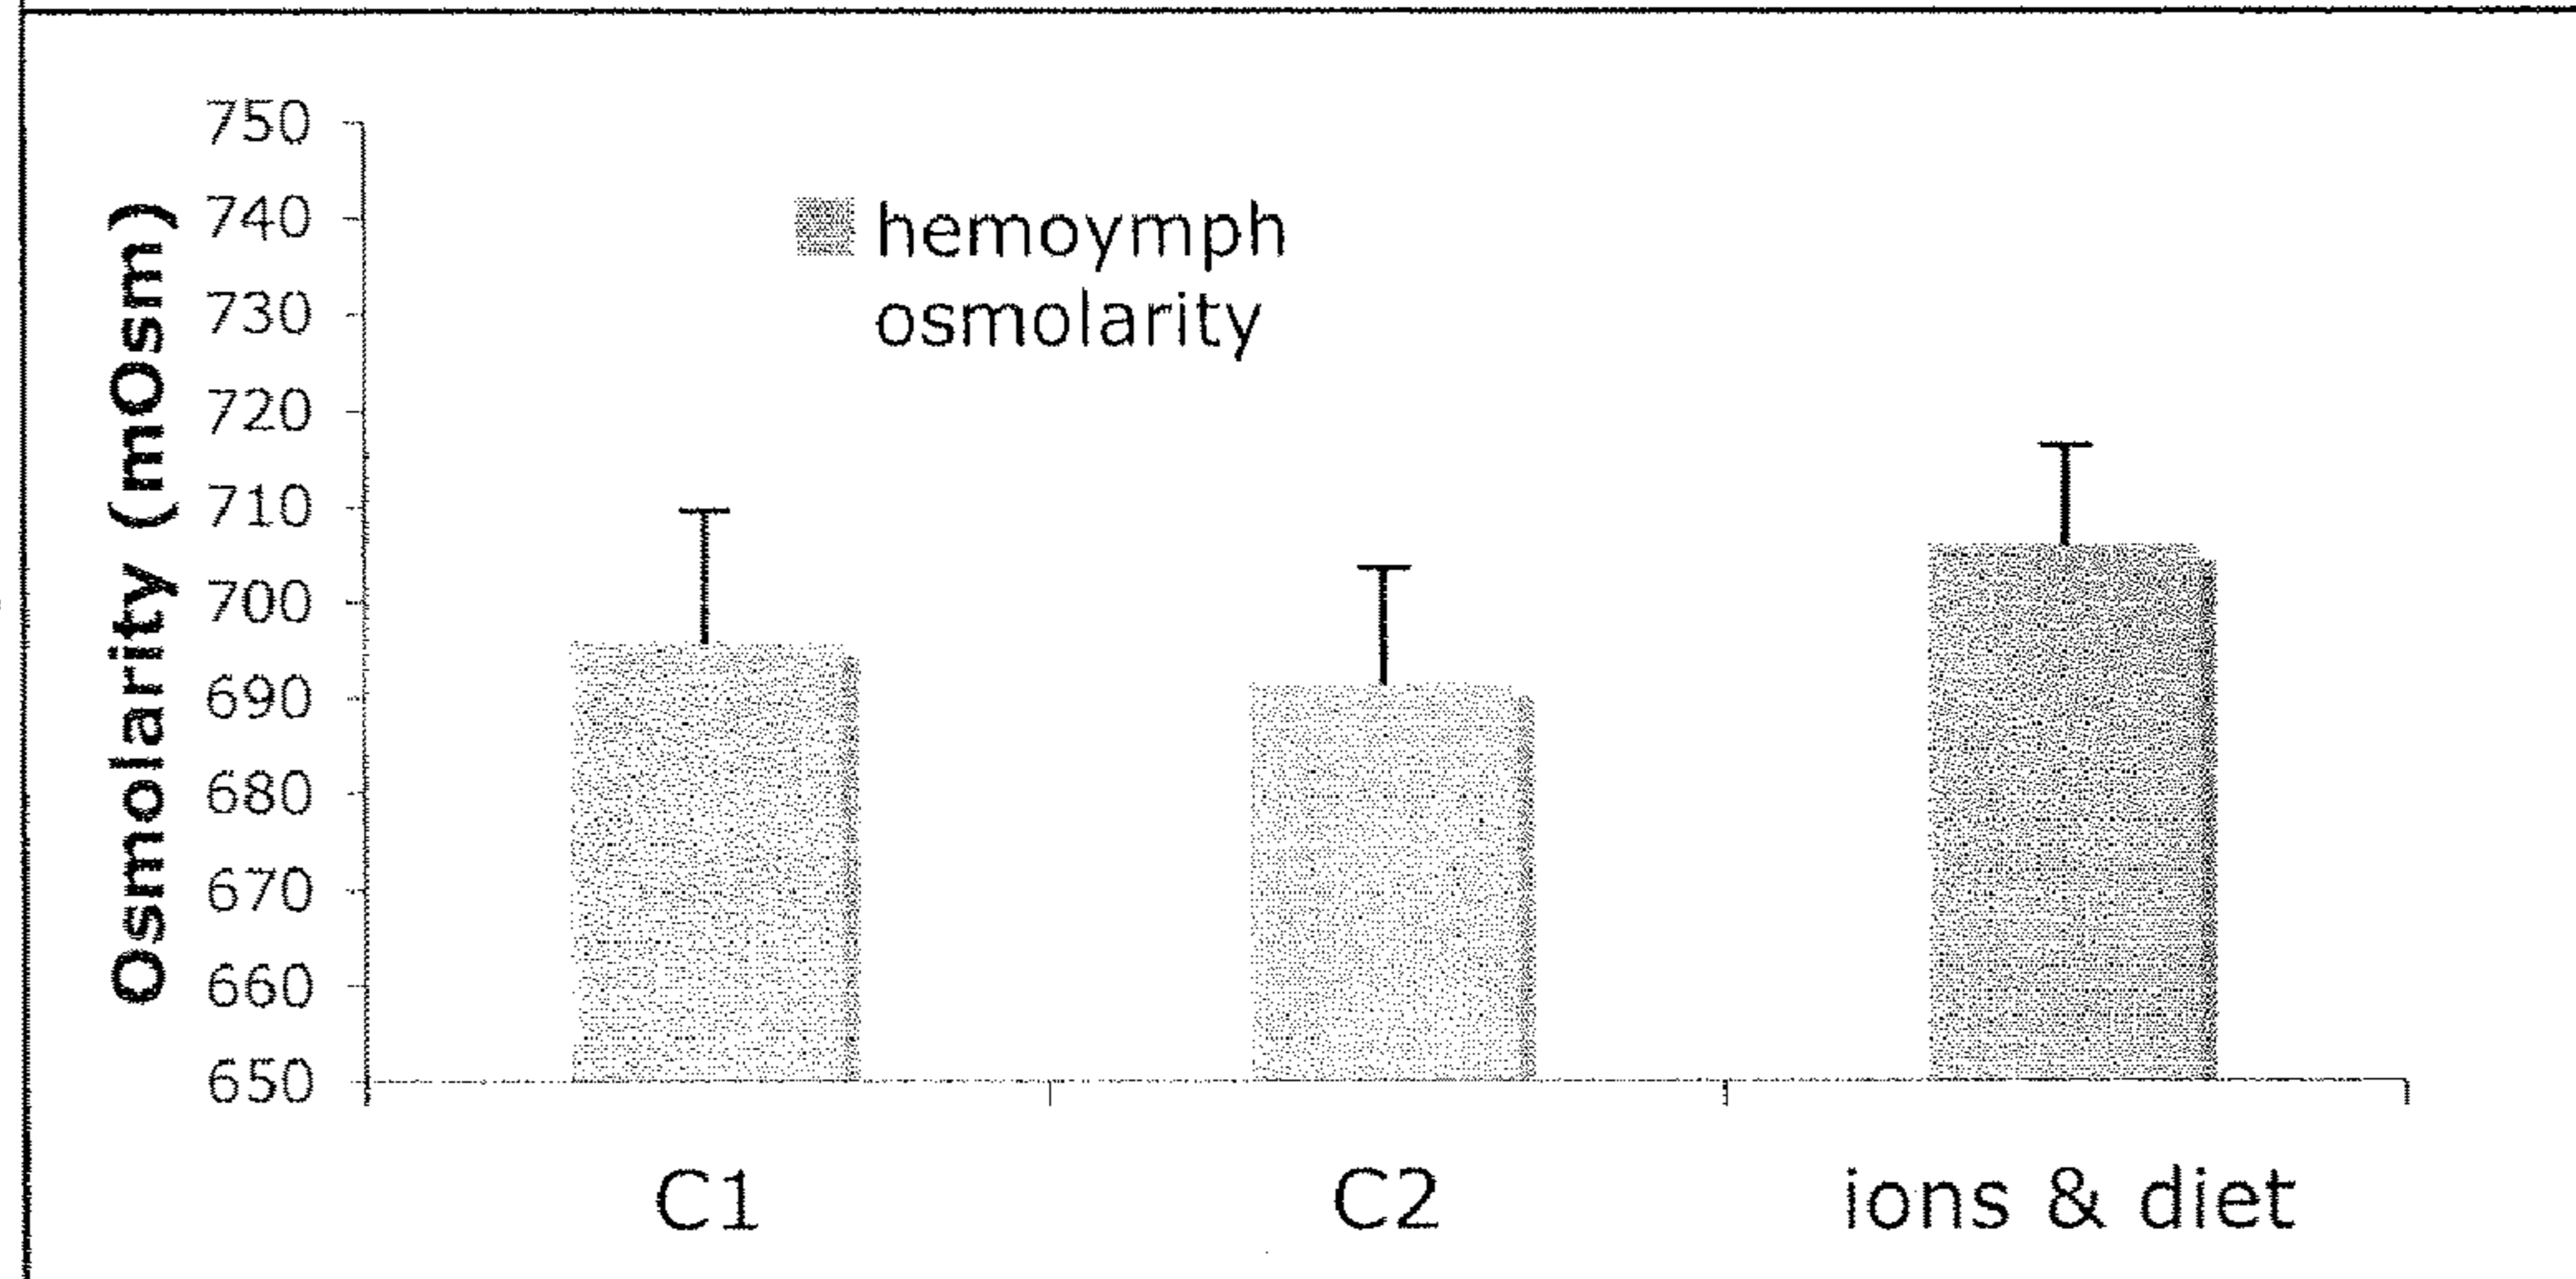 Osmolarity (mOsm)
750
740
730
720
710
700
690
680
670
660
650
hemoymph
osmolarity
C1
C2
ions & diet